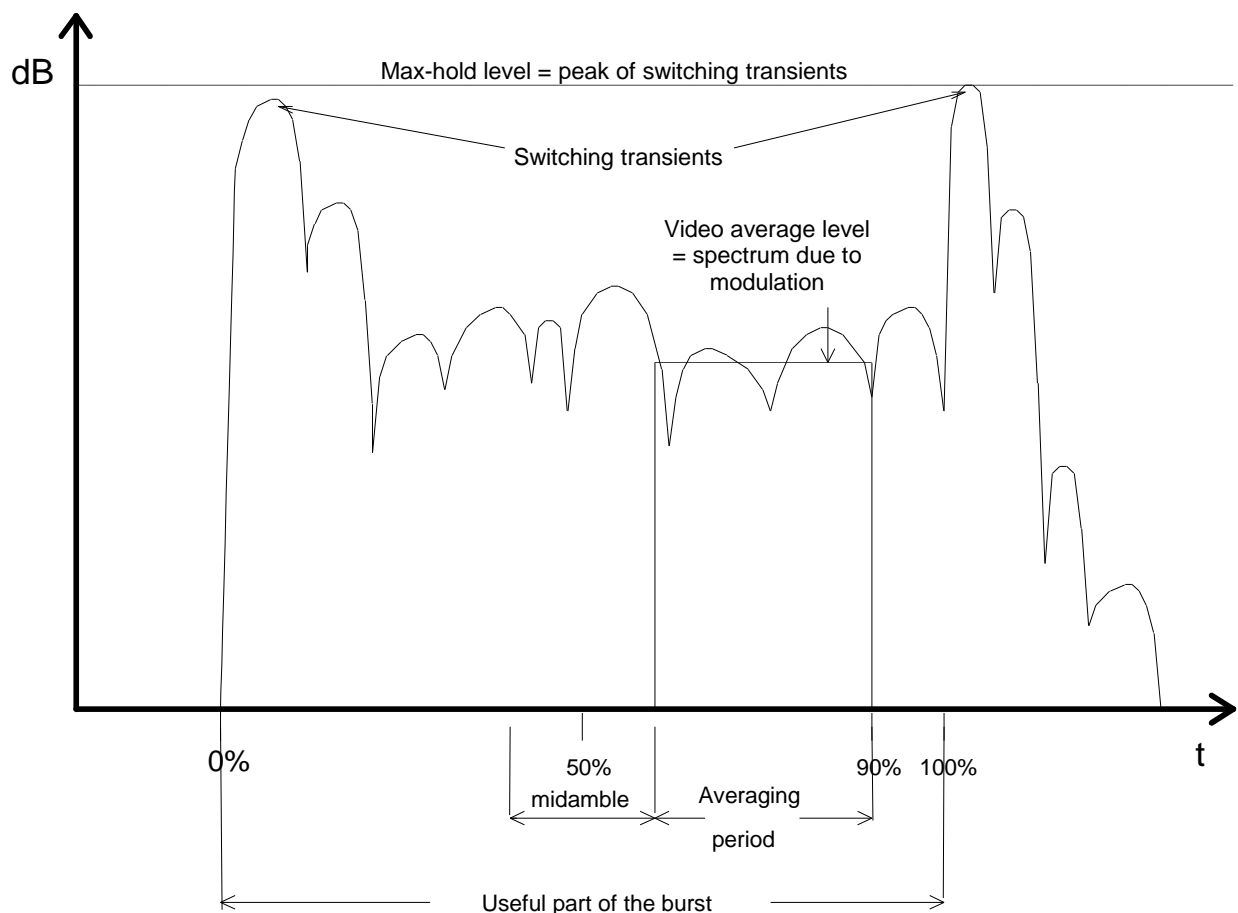 dB
Max-hold level = peak of switching transients
Switching transients
Video average level
= spectrum due to
modulation
0%
50%
90%
100%
t
midamble
Averaging
period
Useful part of the burst